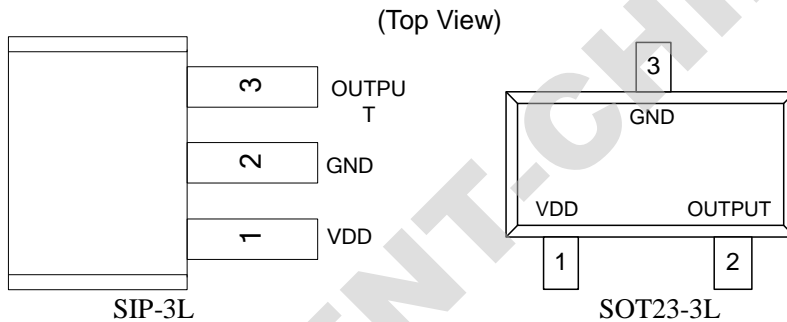 (Top View)
3
OUTPU
T
2
GND
1
VDD
SIP-3L
3
GND
VDD
OUTPUT
1
2
SOT23-3L